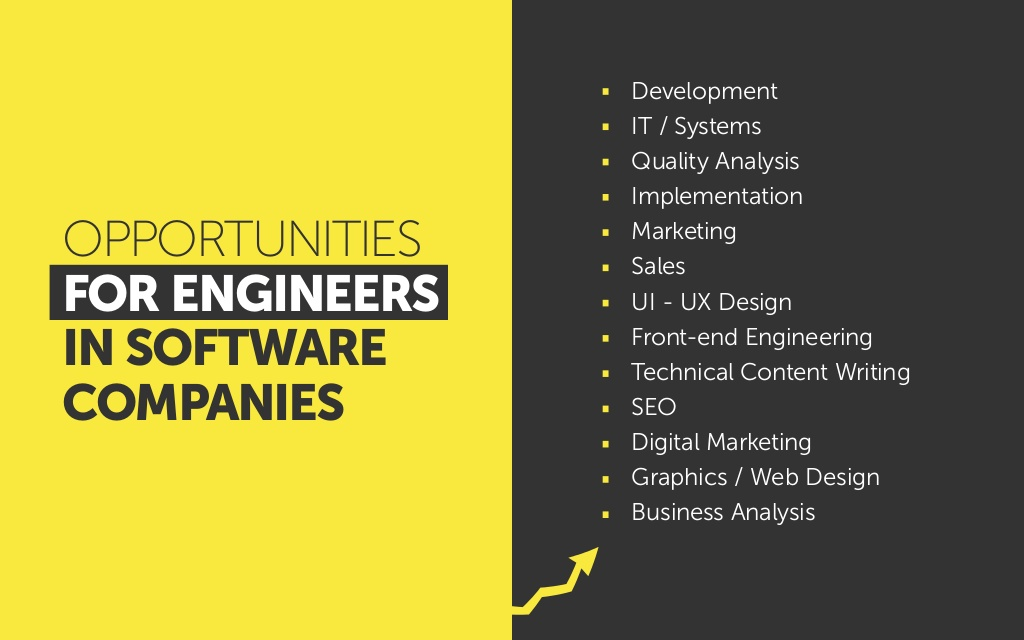 OPPORTUNITIES
FOR ENGINEERS
IN SOFTWARE
COMPANIES
Development
IT / Systems
Quality Analysis
Implementation
Marketing
Sales
UI - UX Design
Front-end Engineering
Technical Content Writing
SEO
Digital Marketing
Graphics / Web Design
Business Analysis